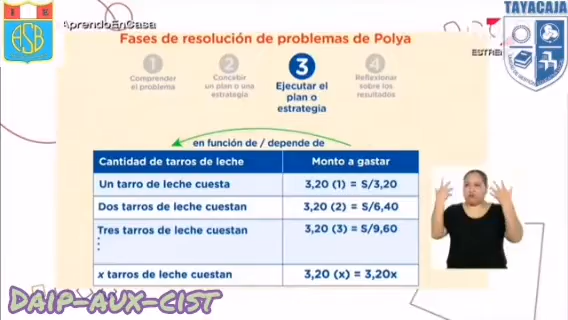 AprendoEnCasa
TAYACAJA
ESB
Fases de resolución de problemas de Polya
ESTRE
1
2
3
4
Comprender
el problema
Concebir
un plan o una
estrategia
Ejecutar el
plan o
estrategia
Reflexionar
sobre los
resultados
en función de / depende de
Cantidad de tarros de leche Monto a gastar
Un tarro de leche cuesta 3,20 (1) = S/3,20
Dos tarros de leche cuestan 3,20 (2) = S/6,40
Tres tarros de leche cuestan 3,20 (3) = S/9,60
x tarros de leche cuestan 3,20 (x) = 3,20x
DAIP-AUX-CIST